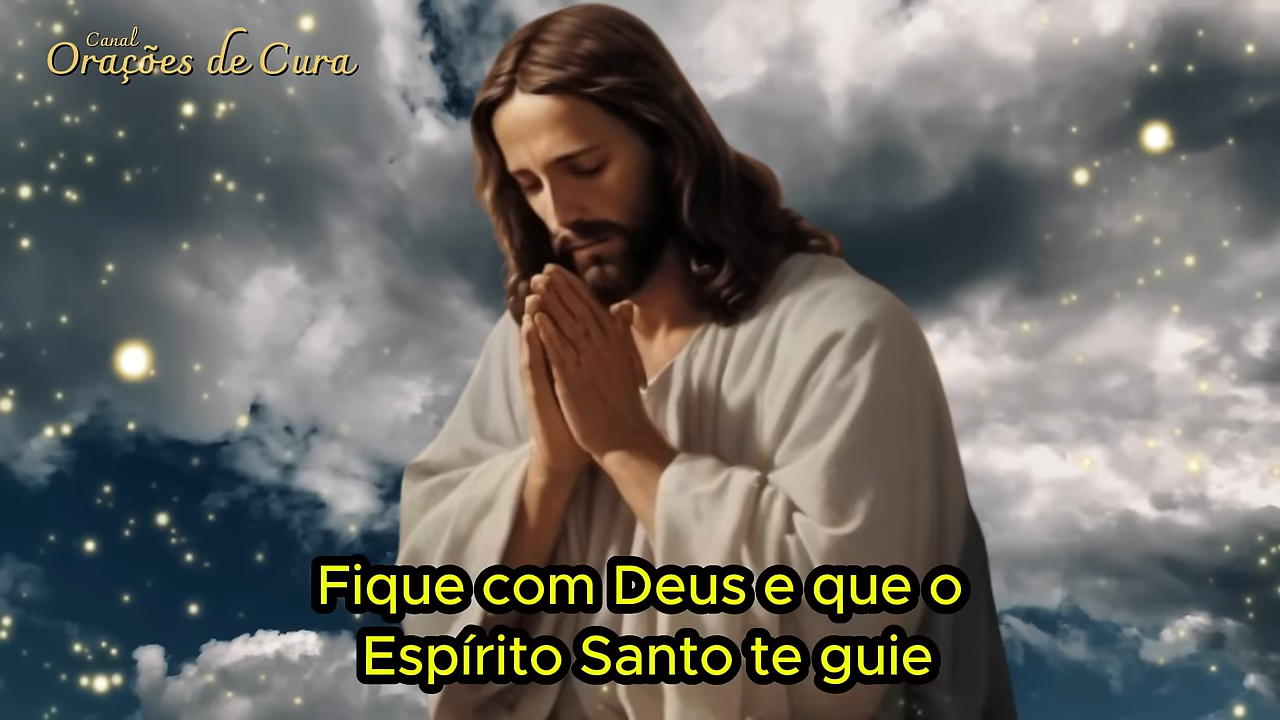 Canal
Orações de Cura
Fique com Deus e que o
Espírito Santo te guie